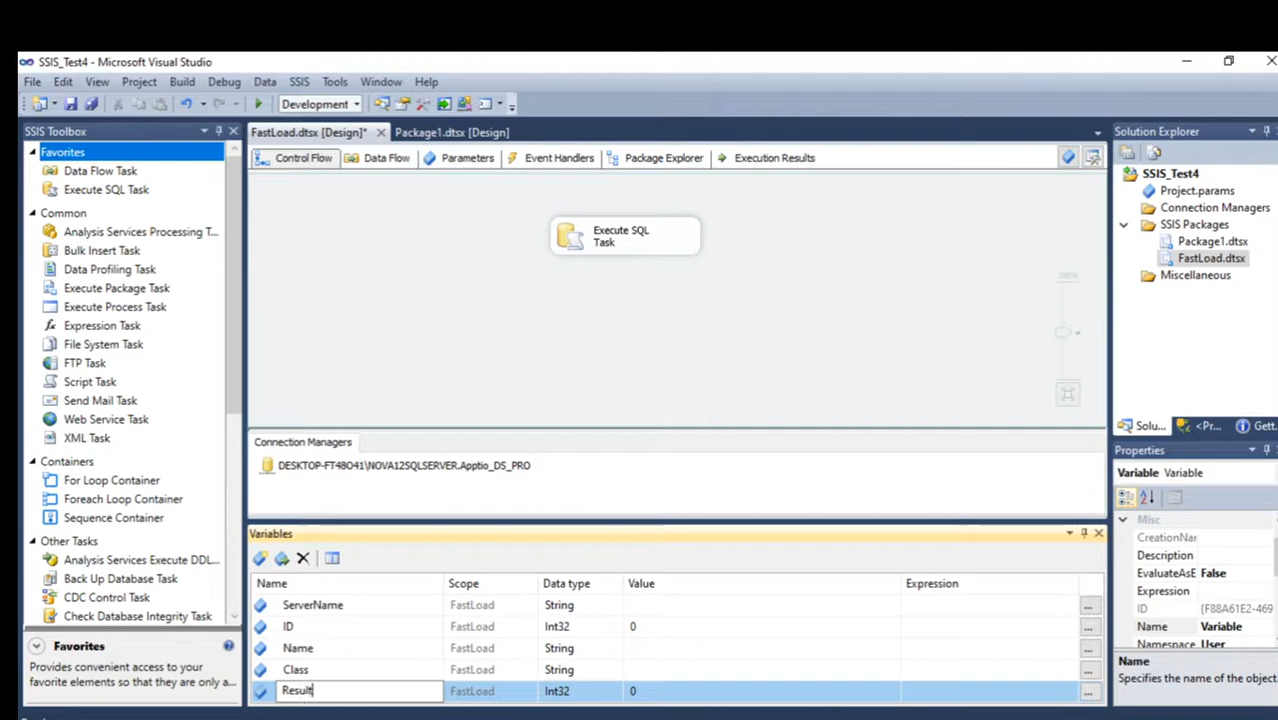 SSIS_Test4 - Microsoft Visual Studio
File Edit View Project Build Debug Data SSIS Tools Window Help
Development
SSIS Toolbox
Favorites
Data Flow Task
Execute SQL Task
Common
Analysis Services Processing T...
Bulk Insert Task
Data Profiling Task
Execute Package Task
Execute Process Task
Expression Task
File System Task
FTP Task
Script Task
Send Mail Task
Web Service Task
XML Task
Containers
For Loop Container
Foreach Loop Container
Sequence Container
Other Tasks
Analysis Services Execute DDL...
Back Up Database Task
CDC Control Task
Check Database Integrity Task
Favorites
Provides convenient access to your
favorite elements so that they are only a...
FastLoad.dtsx [Design]* Package1.dtsx [Design]
Control Flow Data Flow Parameters Event Handlers Package Explorer Execution Results
Execute SQL
Task
100%
Connection Managers
DESKTOP-FT48O41\NOVA12SQLSERVER.Apptio_DS_PRO
Variables
Name Scope Data type Value Expression
ServerName FastLoad String ...
ID FastLoad Int32 0 ...
Name FastLoad String ...
Class FastLoad String ...
Result FastLoad Int32 0 ...
Solution Explorer
SSIS_Test4
Project.params
Connection Managers
SSIS Packages
Package1.dtsx
FastLoad.dtsx
Miscellaneous
Solu... <Pr... Gett.
Properties
Variable Variable
Misc
CreationNar
Description
EvaluateAsE False
Expression
ID {F88A61E2-469
Name Variable
Namespace User
Name
Specifies the name of the object.